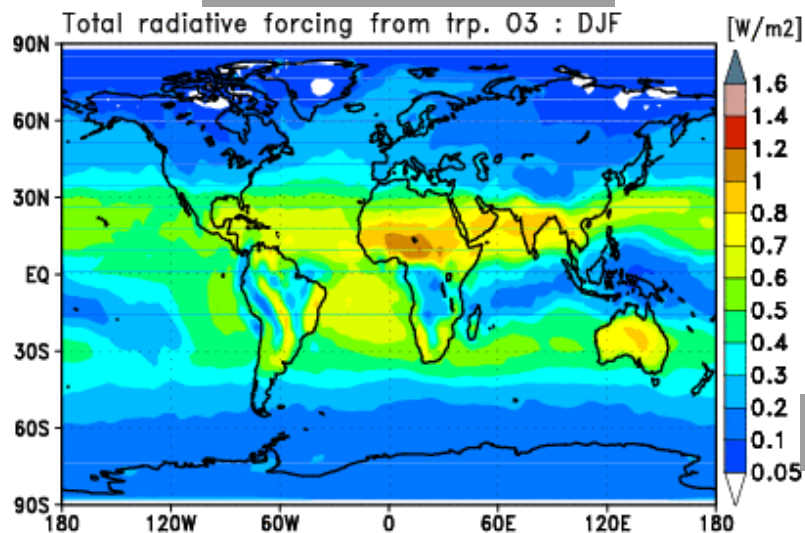 Total radiative forcing from trp. O3 : DJF
[W/m2]
90N
60N
30N
EQ
30S
60S
90S
180 120W 60W 0 60E 120E 180
1.6
1.4
1.2
1
0.8
0.7
0.6
0.5
0.4
0.3
0.2
0.1
0.05